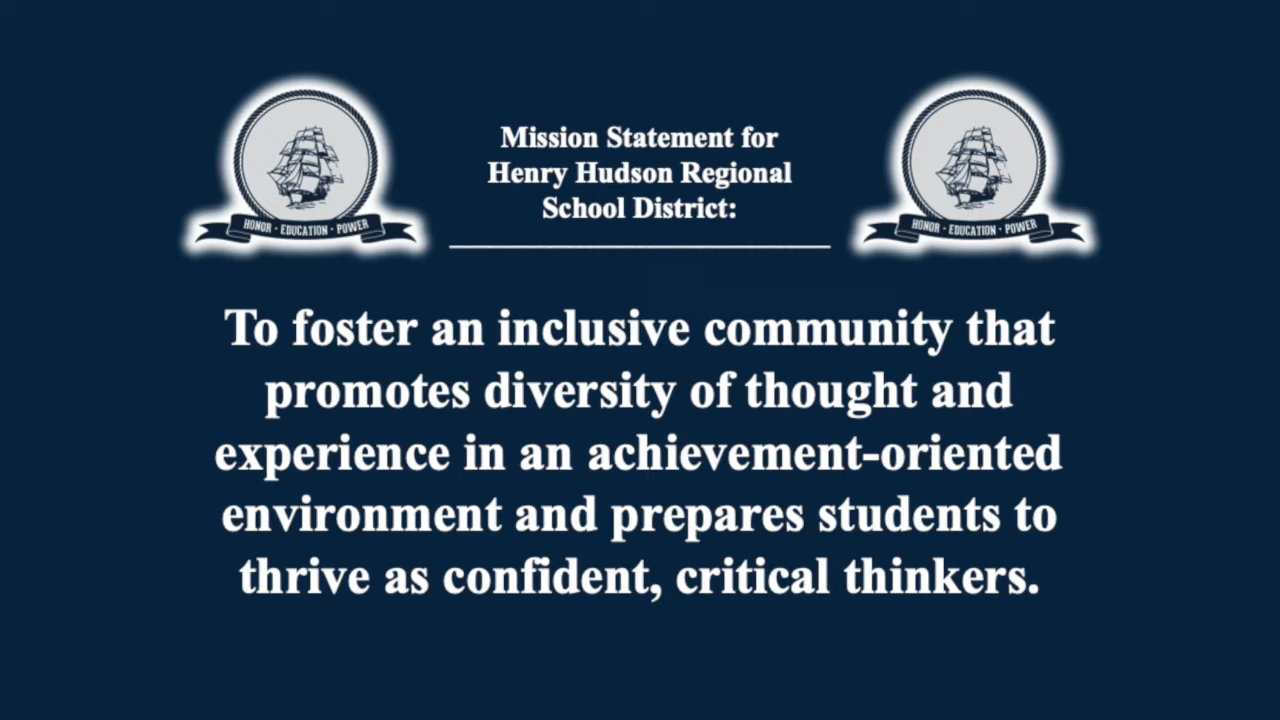 Mission Statement for
Henry Hudson Regional
School District:
HONOR · EDUCATION · POWER
HONOR · EDUCATION · POWER
To foster an inclusive community that
promotes diversity of thought and
experience in an achievement-oriented
environment and prepares students to
thrive as confident, critical thinkers.